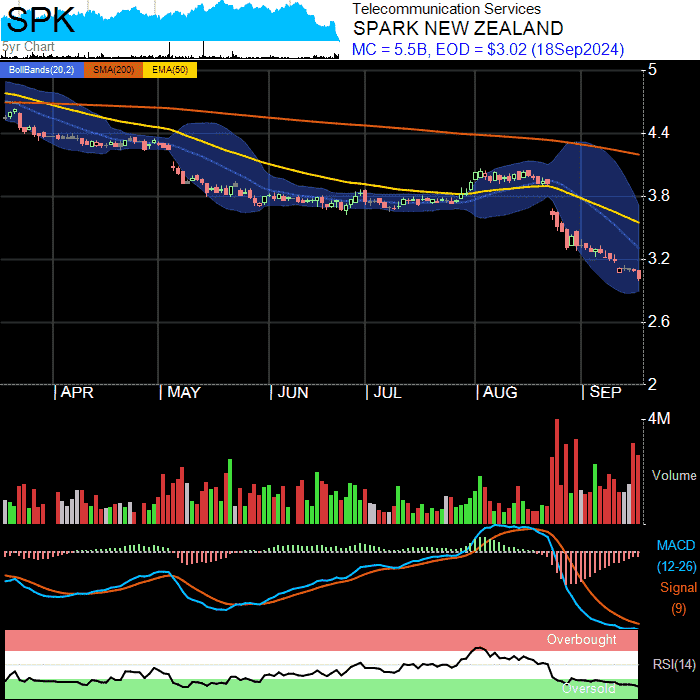 SPK
5yr Chart
Telecommunication Services
SPARK NEW ZEALAND
MC = 5.5B, EOD = $3.02 (18Sep2024)
BollBands(20,2) SMA(200) EMA(50)
5
4.4
3.8
3.2
2.6
2
APR MAY JUN JUL AUG SEP
4M
Volume
MACD
(12-26)
Signal
(9)
Overbought
RSI(14)
Oversold